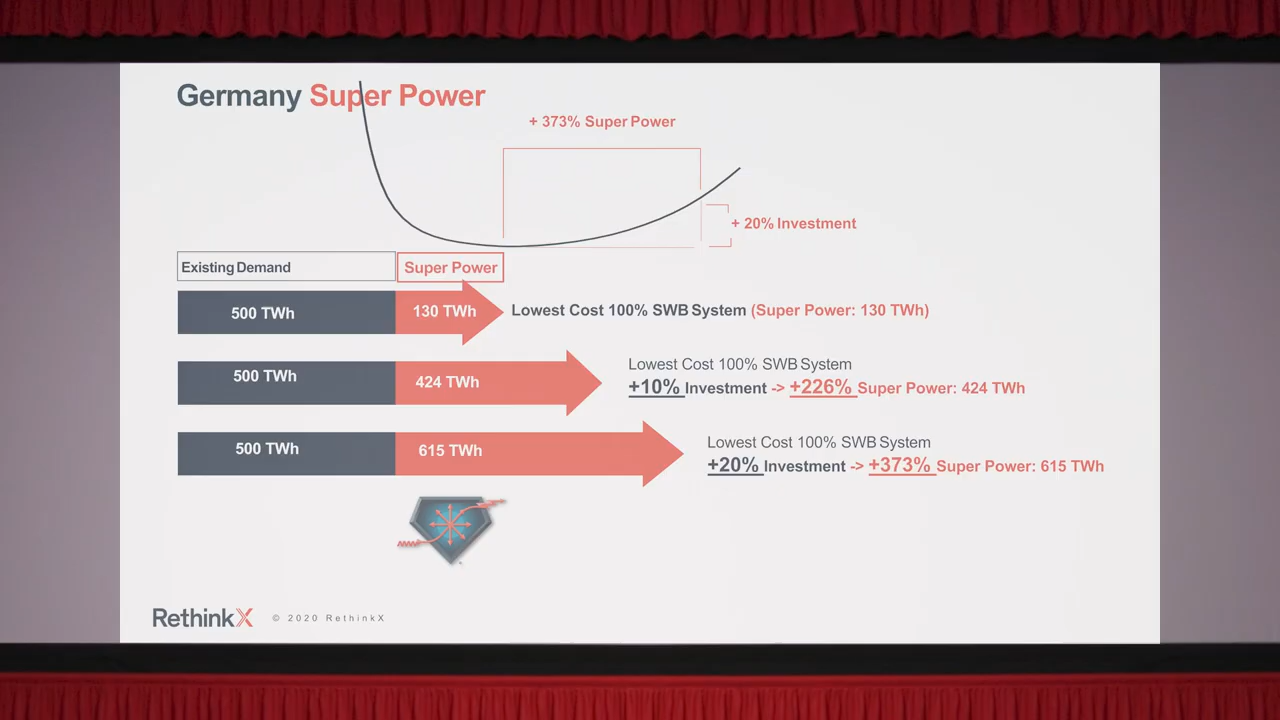 Germany Super Power
+ 373% Super Power
+ 20% Investment
Existing Demand
Super Power
500 TWh
130 TWh
Lowest Cost 100% SWB System (Super Power: 130 TWh)
500 TWh
424 TWh
Lowest Cost 100% SWB System
+10% Investment -> +226% Super Power: 424 TWh
500 TWh
615 TWh
Lowest Cost 100% SWB System
+20% Investment -> +373% Super Power: 615 TWh
RethinkX
© 2020 RethinkX